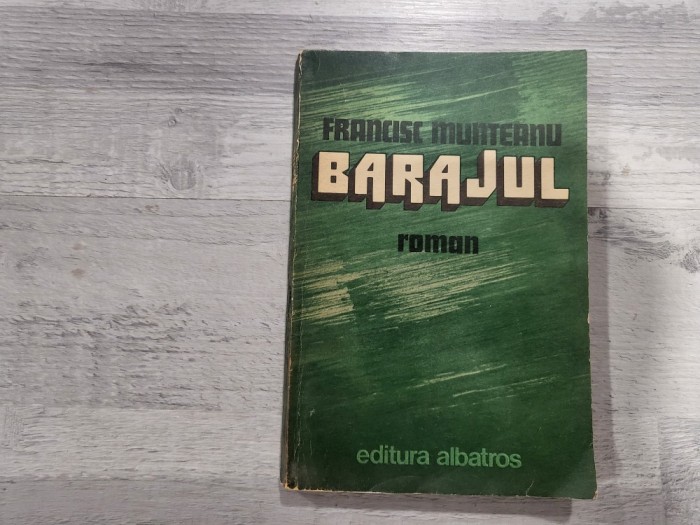 FRANCISC MUNTEANU
BARAJUL
roman
editura albatros